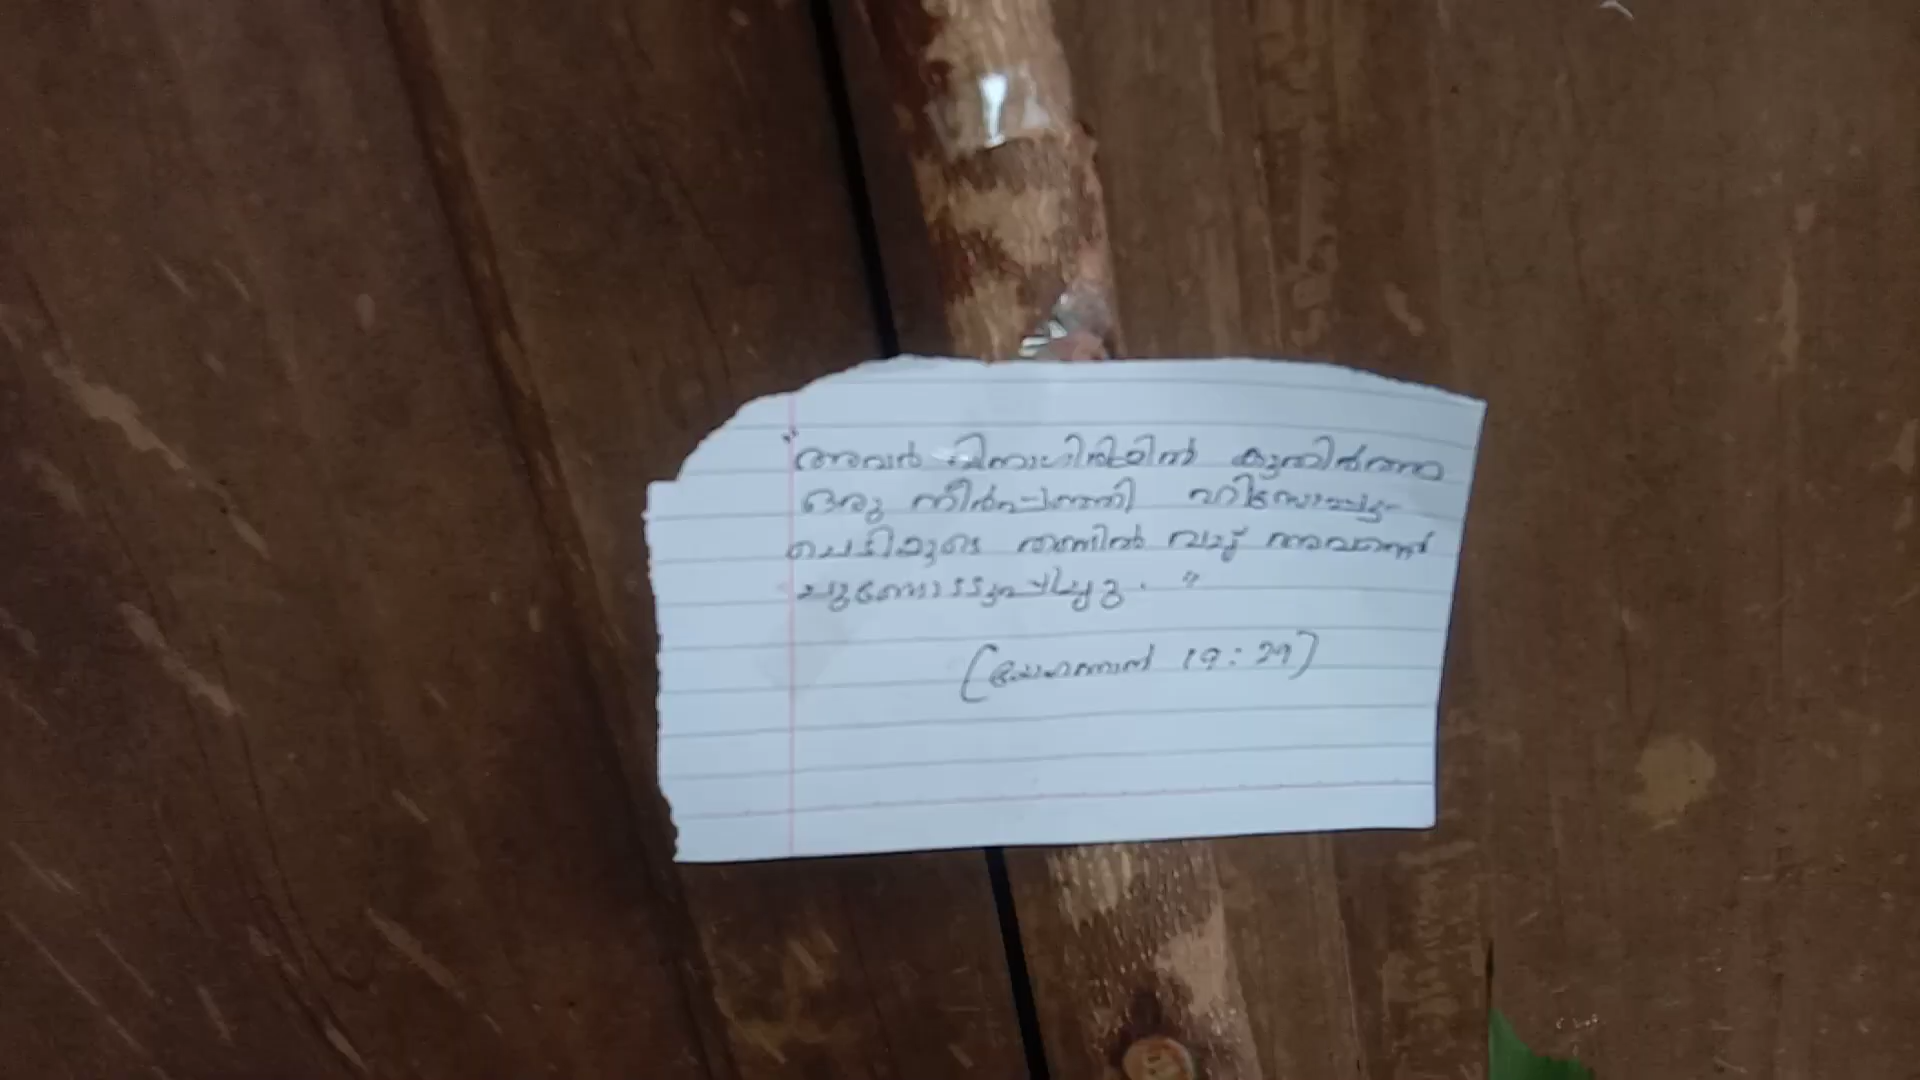 "അവർ വിനാഗിരിയിൽ കുതിർത്ത
ഒരു നീർപ്പഞ്ഞി ഹിസോപ്പു
ചെടിയുടെ തണ്ടിൽ വച്ച് അവന്റെ
ചുണ്ടോടടുപ്പിച്ചു. "
(യോഹന്നാൻ 19:29)